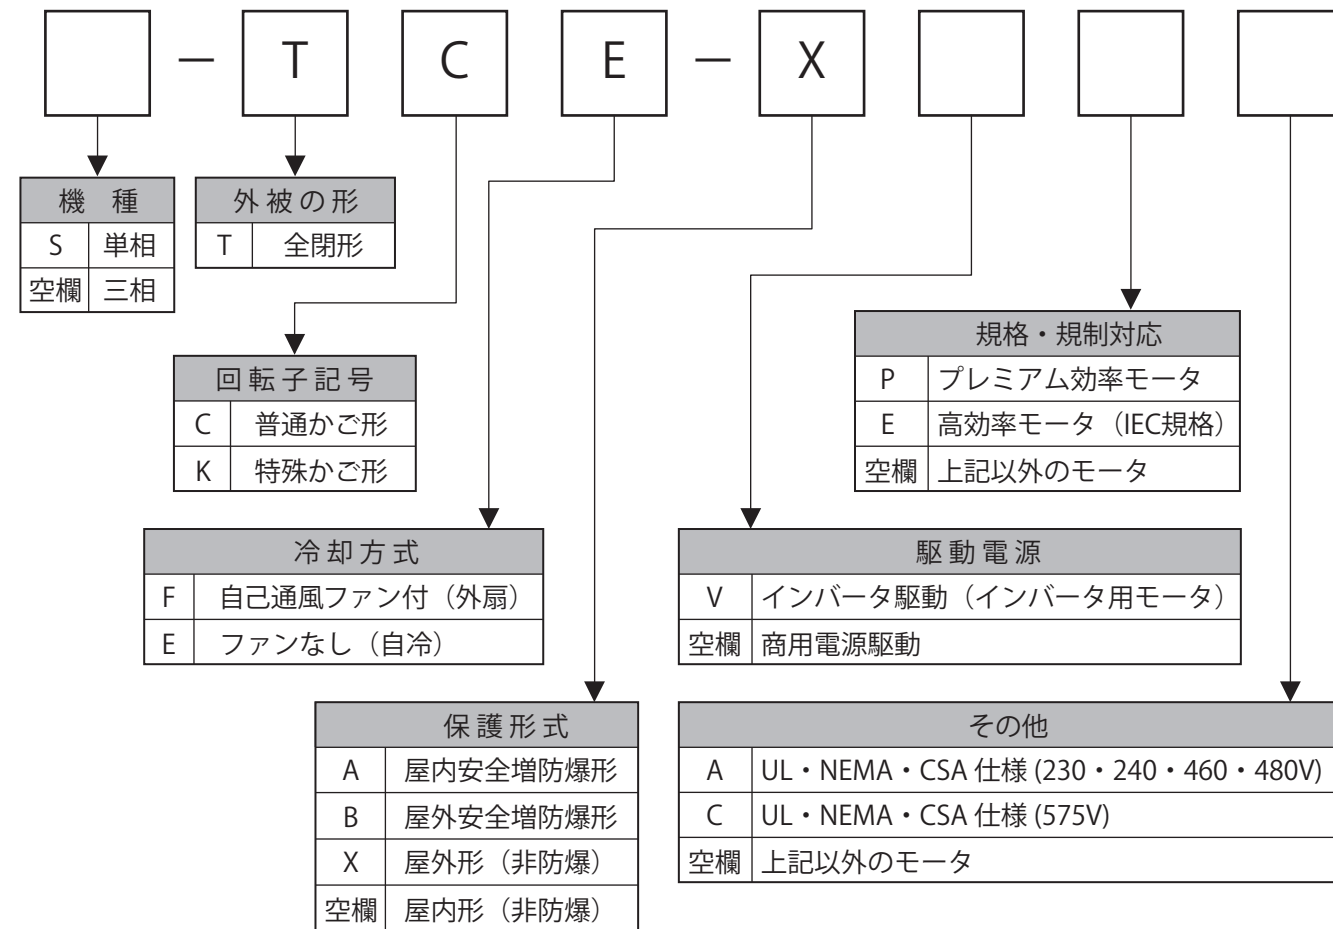 － T C E － X
機　種
S 単相
空欄 三相
外被の形
T 全閉形
回転子記号
C 普通かご形
K 特殊かご形
規格・規制対応
P プレミアム効率モータ
E 高効率モータ（IEC規格）
空欄 上記以外のモータ
冷却方式
F 自己通風ファン付（外扇）
E ファンなし（自冷）
駆動電源
V インバータ駆動（インバータ用モータ）
空欄 商用電源駆動
保護形式
A 屋内安全増防爆形
B 屋外安全増防爆形
X 屋外形（非防爆）
空欄 屋内形（非防爆）
その他
A UL・NEMA・CSA 仕様 (230・240・460・480V)
C UL・NEMA・CSA 仕様 (575V)
空欄 上記以外のモータ